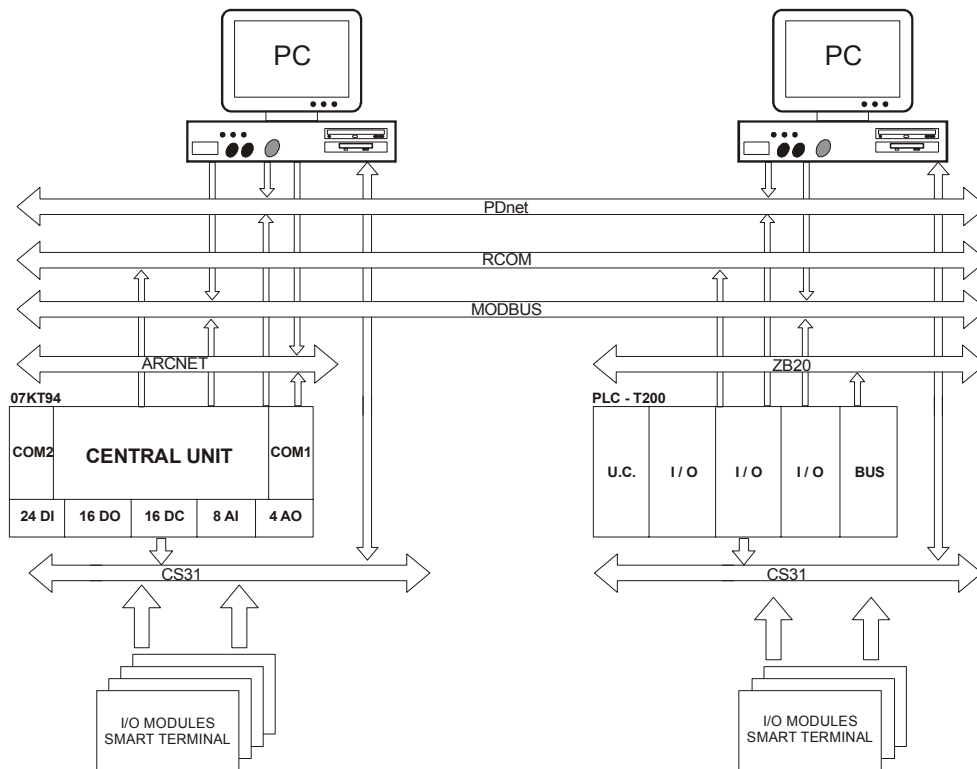 PC
PC
PDnet
RCOM
MODBUS
ARCNET
ZB20
07KT94
PLC - T200
COM2
CENTRAL UNIT
COM1
U.C.
I / O
I / O
I / O
BUS
24 DI
16 DO
16 DC
8 AI
4 AO
CS31
CS31
I/O MODULES
SMART TERMINAL
I/O MODULES
SMART TERMINAL